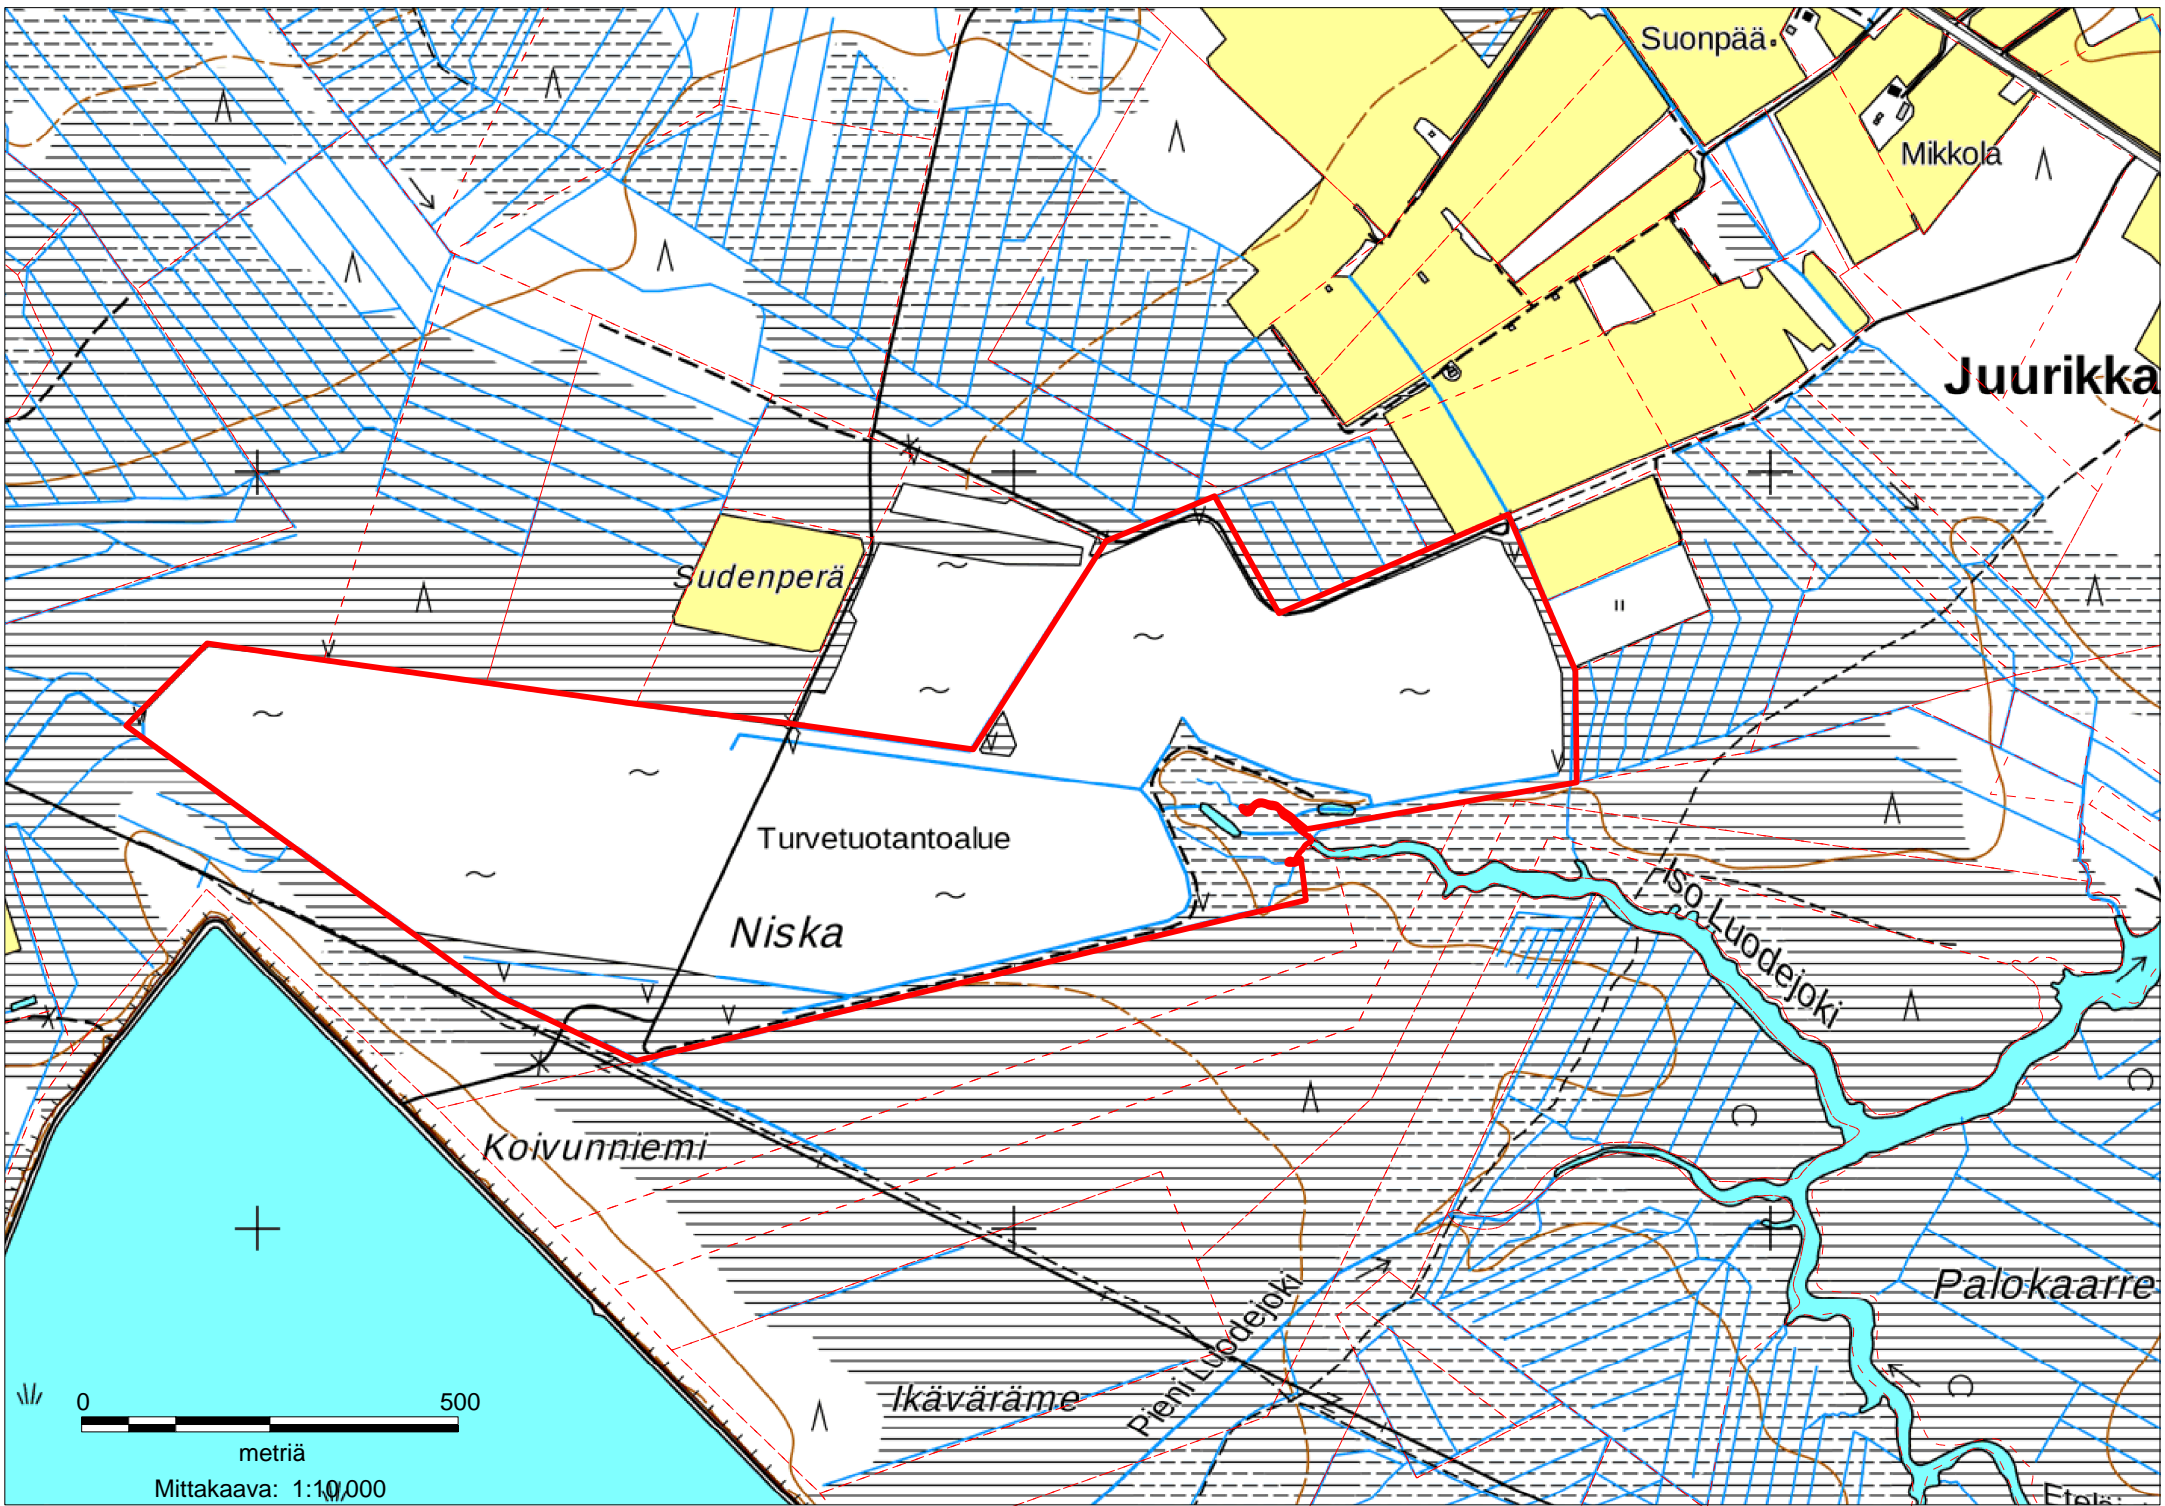 Suonpää
Mikkola
Juurikka
Sudenperä
Turvetuotantoalue
Niska
Iso Luodejoki
Koivunniemi
Palokaarre
Pieni Luodejoki
Ikäväräme
0 500
metriä
Mittakaava: 1:10,000